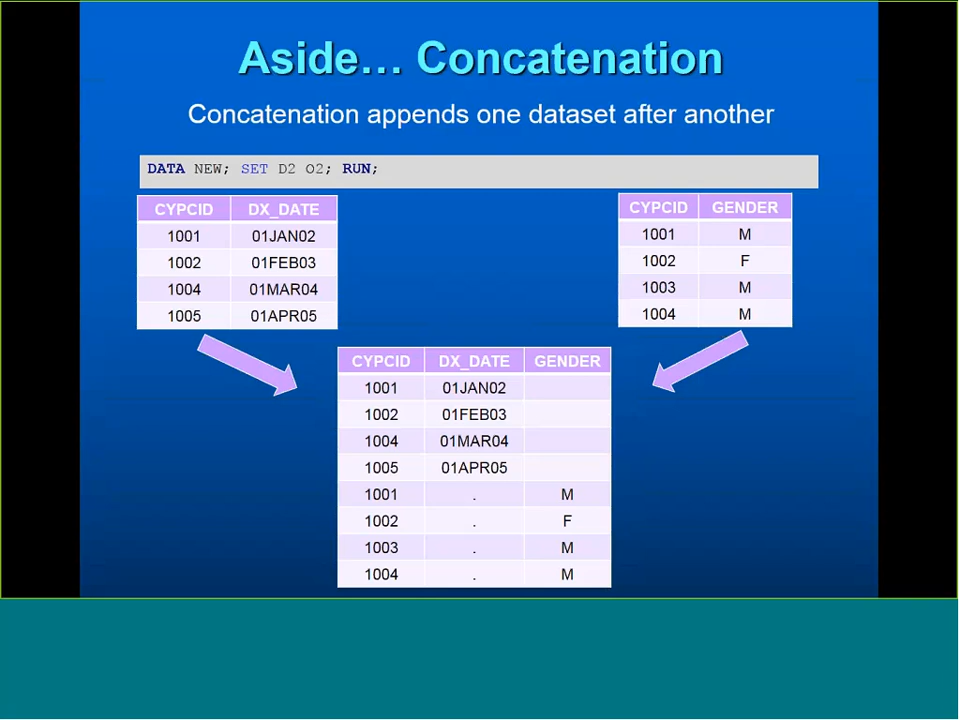 Aside… Concatenation
Concatenation appends one dataset after another
DATA NEW; SET D2 O2; RUN;
CYPCID DX_DATE
1001 01JAN02
1002 01FEB03
1004 01MAR04
1005 01APR05
CYPCID GENDER
1001 M
1002 F
1003 M
1004 M
CYPCID DX_DATE GENDER
1001 01JAN02
1002 01FEB03
1004 01MAR04
1005 01APR05
1001 . M
1002 . F
1003 . M
1004 . M